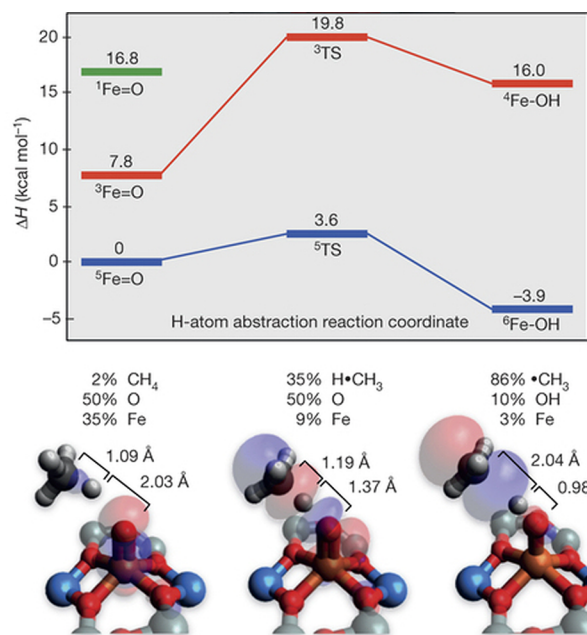 20
15
10
5
0
−5
ΔH (kcal mol⁻¹)
16.8
¹Fe=O
7.8
³Fe=O
0
⁵Fe=O
19.8
³TS
3.6
⁵TS
16.0
⁴Fe-OH
−3.9
⁶Fe-OH
H-atom abstraction reaction coordinate
2% CH₄
50% O
35% Fe
1.09 Å
2.03 Å
35% H•CH₃
50% O
9% Fe
1.19 Å
1.37 Å
86% •CH₃
10% OH
3% Fe
2.04 Å
0.98